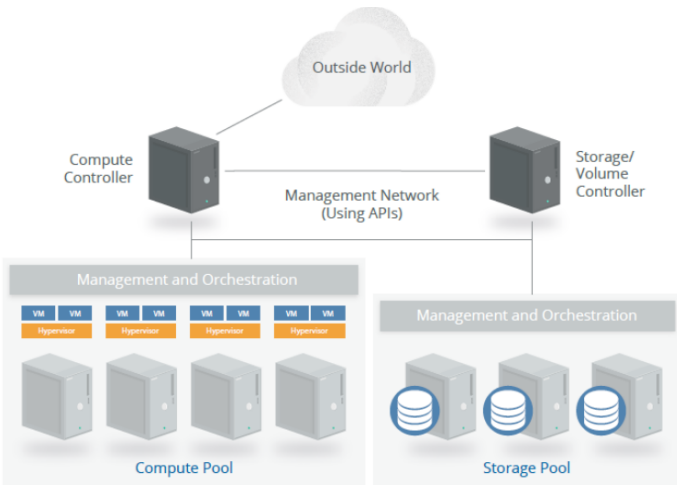 Outside World
Compute
Controller
Storage/
Volume
Controller
Management Network
(Using APIs)
Management and Orchestration
VM VM VM VM VM VM VM VM
Hypervisor Hypervisor Hypervisor Hypervisor
Management and Orchestration
Compute Pool
Storage Pool